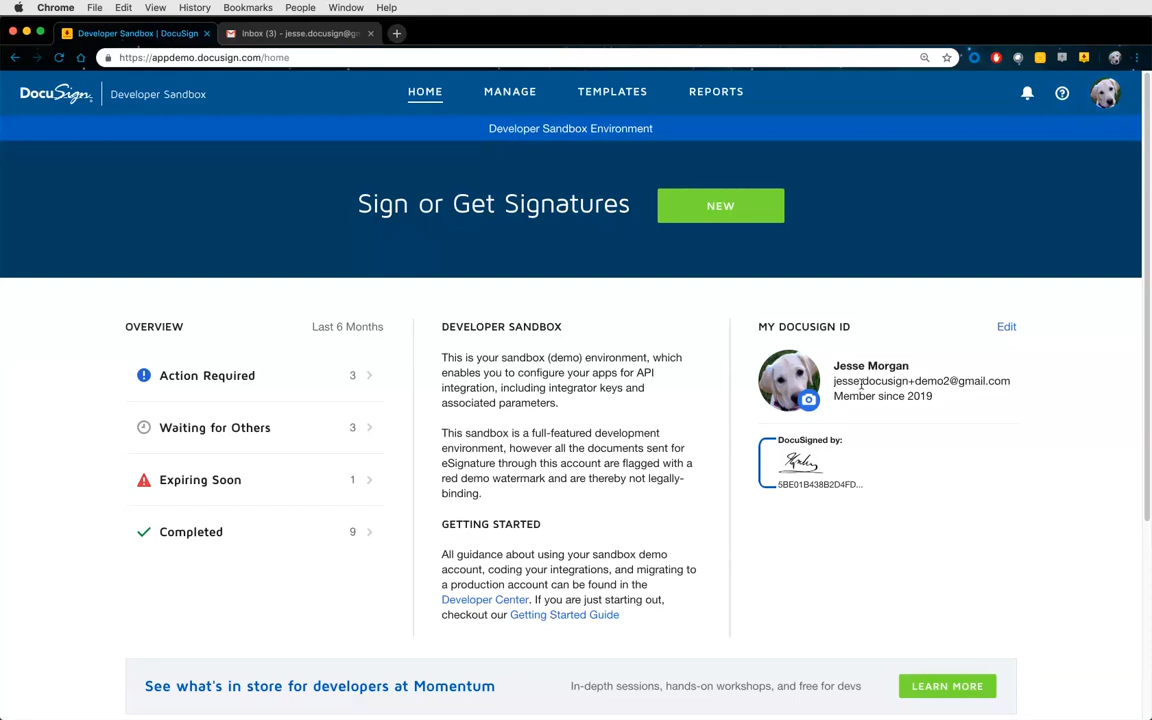 Chrome File Edit View History Bookmarks People Window Help
Developer Sandbox | DocuSign
Inbox (3) - jesse.docusign@gm
https://appdemo.docusign.com/home
DocuSign Developer Sandbox
HOME MANAGE TEMPLATES REPORTS
Developer Sandbox Environment
Sign or Get Signatures NEW
OVERVIEW Last 6 Months
Action Required 3
Waiting for Others 3
Expiring Soon 1
Completed 9
DEVELOPER SANDBOX
This is your sandbox (demo) environment, which
enables you to configure your apps for API
integration, including integrator keys and
associated parameters.
This sandbox is a full-featured development
environment, however all the documents sent for
eSignature through this account are flagged with a
red demo watermark and are thereby not legally-
binding.
GETTING STARTED
All guidance about using your sandbox demo
account, coding your integrations, and migrating to
a production account can be found in the
Developer Center. If you are just starting out,
checkout our Getting Started Guide
MY DOCUSIGN ID Edit
Jesse Morgan
jesse.docusign+demo2@gmail.com
Member since 2019
DocuSigned by:
5BE01B438B2D4FD...
See what's in store for developers at Momentum
In-depth sessions, hands-on workshops, and free for devs
LEARN MORE